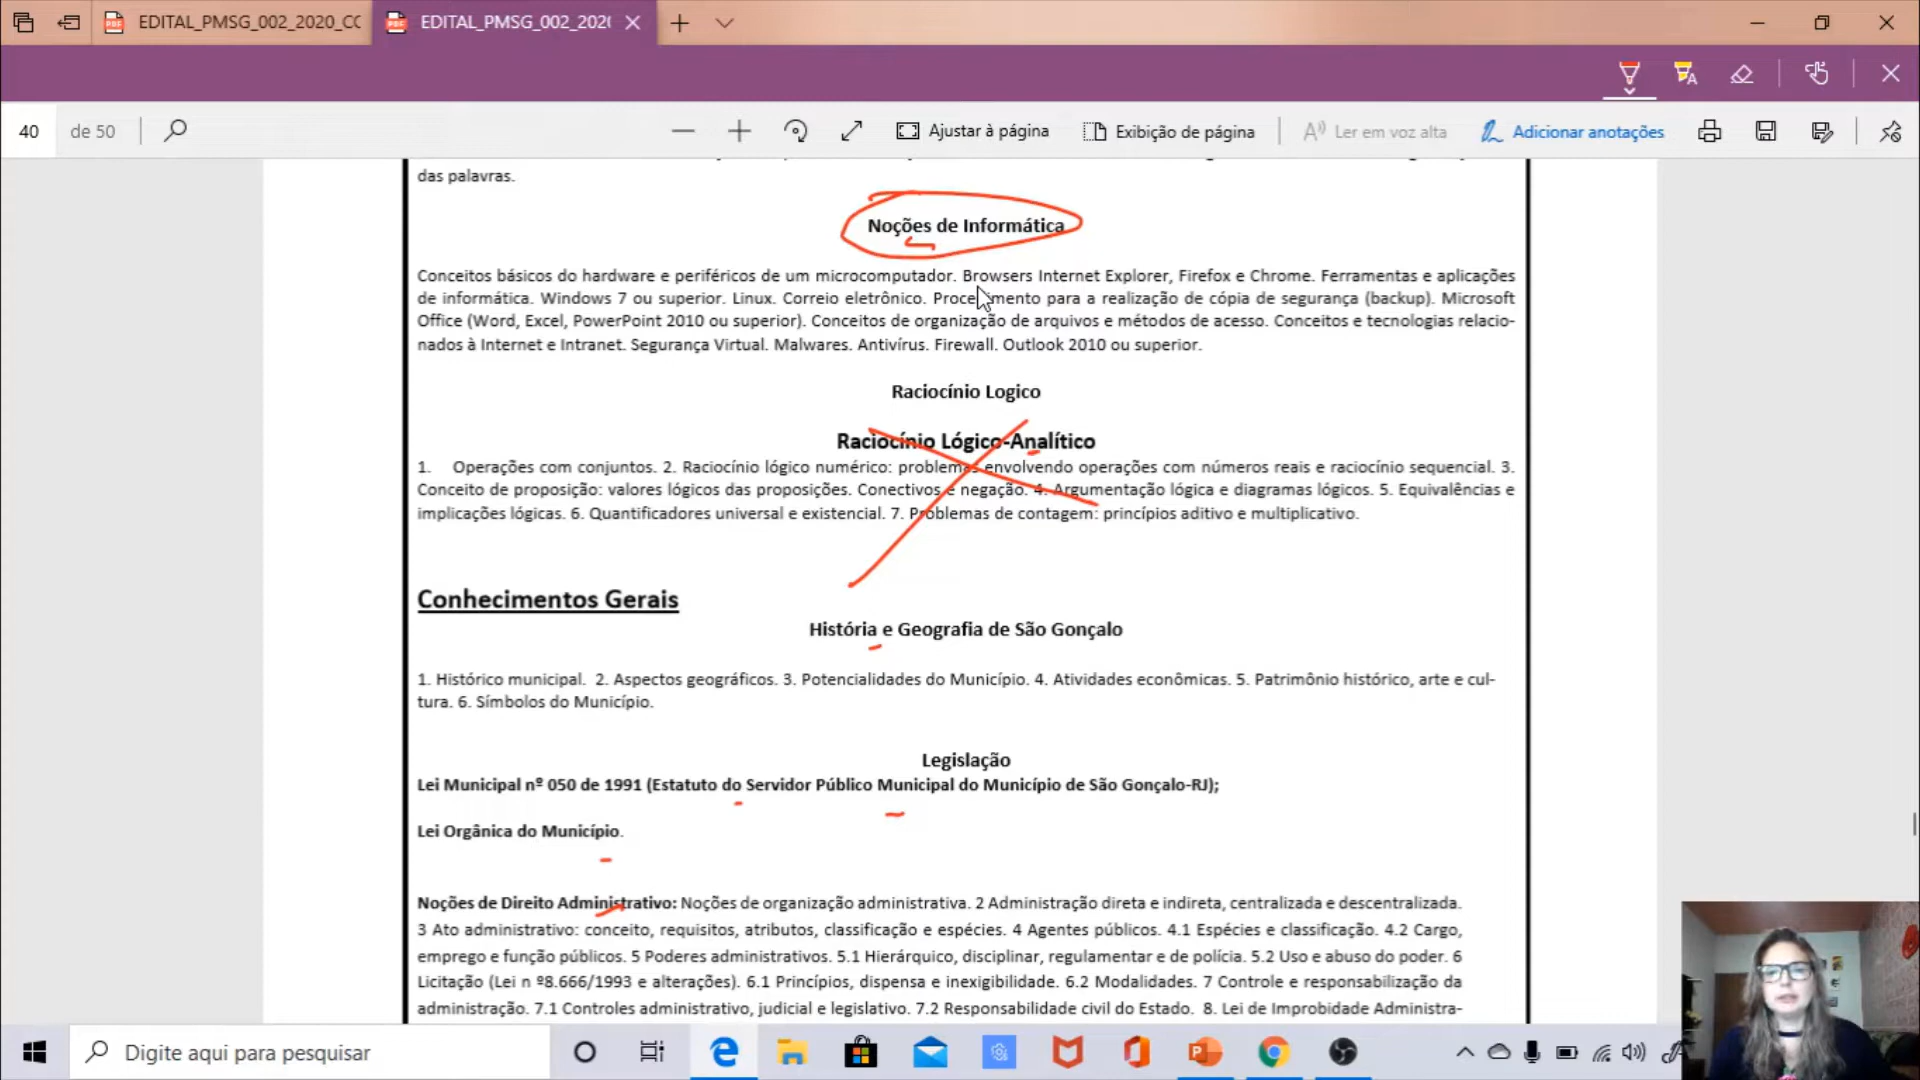 EDITAL_PMSG_002_2020_CC
EDITAL_PMSG_002_202
40 de 50
Ajustar à página
Exibição de página
Ler em voz alta
Adicionar anotações
das palavras.
Noções de Informática
Conceitos básicos do hardware e periféricos de um microcomputador. Browsers Internet Explorer, Firefox e Chrome. Ferramentas e aplicações
de informática. Windows 7 ou superior. Linux. Correio eletrônico. Procedimento para a realização de cópia de segurança (backup). Microsoft
Office (Word, Excel, PowerPoint 2010 ou superior). Conceitos de organização de arquivos e métodos de acesso. Conceitos e tecnologias relacio-
nados à Internet e Intranet. Segurança Virtual. Malwares. Antivírus. Firewall. Outlook 2010 ou superior.
Raciocínio Logico
Raciocínio Lógico-Analítico
1. Operações com conjuntos. 2. Raciocínio lógico numérico: problemas envolvendo operações com números reais e raciocínio sequencial. 3.
Conceito de proposição: valores lógicos das proposições. Conectivos e negação. 4. Argumentação lógica e diagramas lógicos. 5. Equivalências e
implicações lógicas. 6. Quantificadores universal e existencial. 7. Problemas de contagem: princípios aditivo e multiplicativo.
Conhecimentos Gerais
História e Geografia de São Gonçalo
1. Histórico municipal. 2. Aspectos geográficos. 3. Potencialidades do Município. 4. Atividades econômicas. 5. Patrimônio histórico, arte e cul-
tura. 6. Símbolos do Município.
Legislação
Lei Municipal nº 050 de 1991 (Estatuto do Servidor Público Municipal do Município de São Gonçalo-RJ);
Lei Orgânica do Município.
Noções de Direito Administrativo: Noções de organização administrativa. 2 Administração direta e indireta, centralizada e descentralizada.
3 Ato administrativo: conceito, requisitos, atributos, classificação e espécies. 4 Agentes públicos. 4.1 Espécies e classificação. 4.2 Cargo,
emprego e função públicos. 5 Poderes administrativos. 5.1 Hierárquico, disciplinar, regulamentar e de polícia. 5.2 Uso e abuso do poder. 6
Licitação (Lei n º8.666/1993 e alterações). 6.1 Princípios, dispensa e inexigibilidade. 6.2 Modalidades. 7 Controle e responsabilização da
administração. 7.1 Controles administrativo, judicial e legislativo. 7.2 Responsabilidade civil do Estado. 8. Lei de Improbidade Administra-
Digite aqui para pesquisar